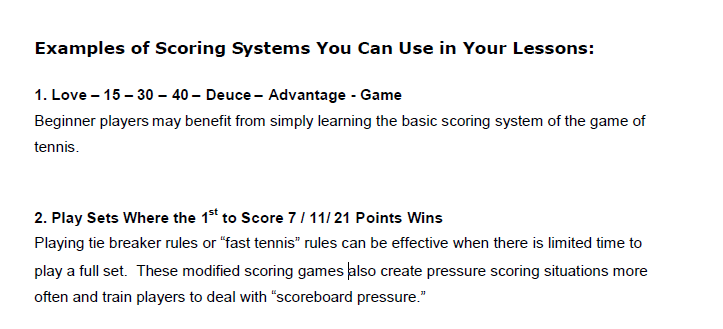 Examples of Scoring Systems You Can Use in Your Lessons:
1. Love – 15 – 30 – 40 – Deuce – Advantage - Game
Beginner players may benefit from simply learning the basic scoring system of the game of
tennis.
2. Play Sets Where the 1st to Score 7 / 11/ 21 Points Wins
Playing tie breaker rules or “fast tennis” rules can be effective when there is limited time to
play a full set.  These modified scoring games also create pressure scoring situations more
often and train players to deal with “scoreboard pressure.”